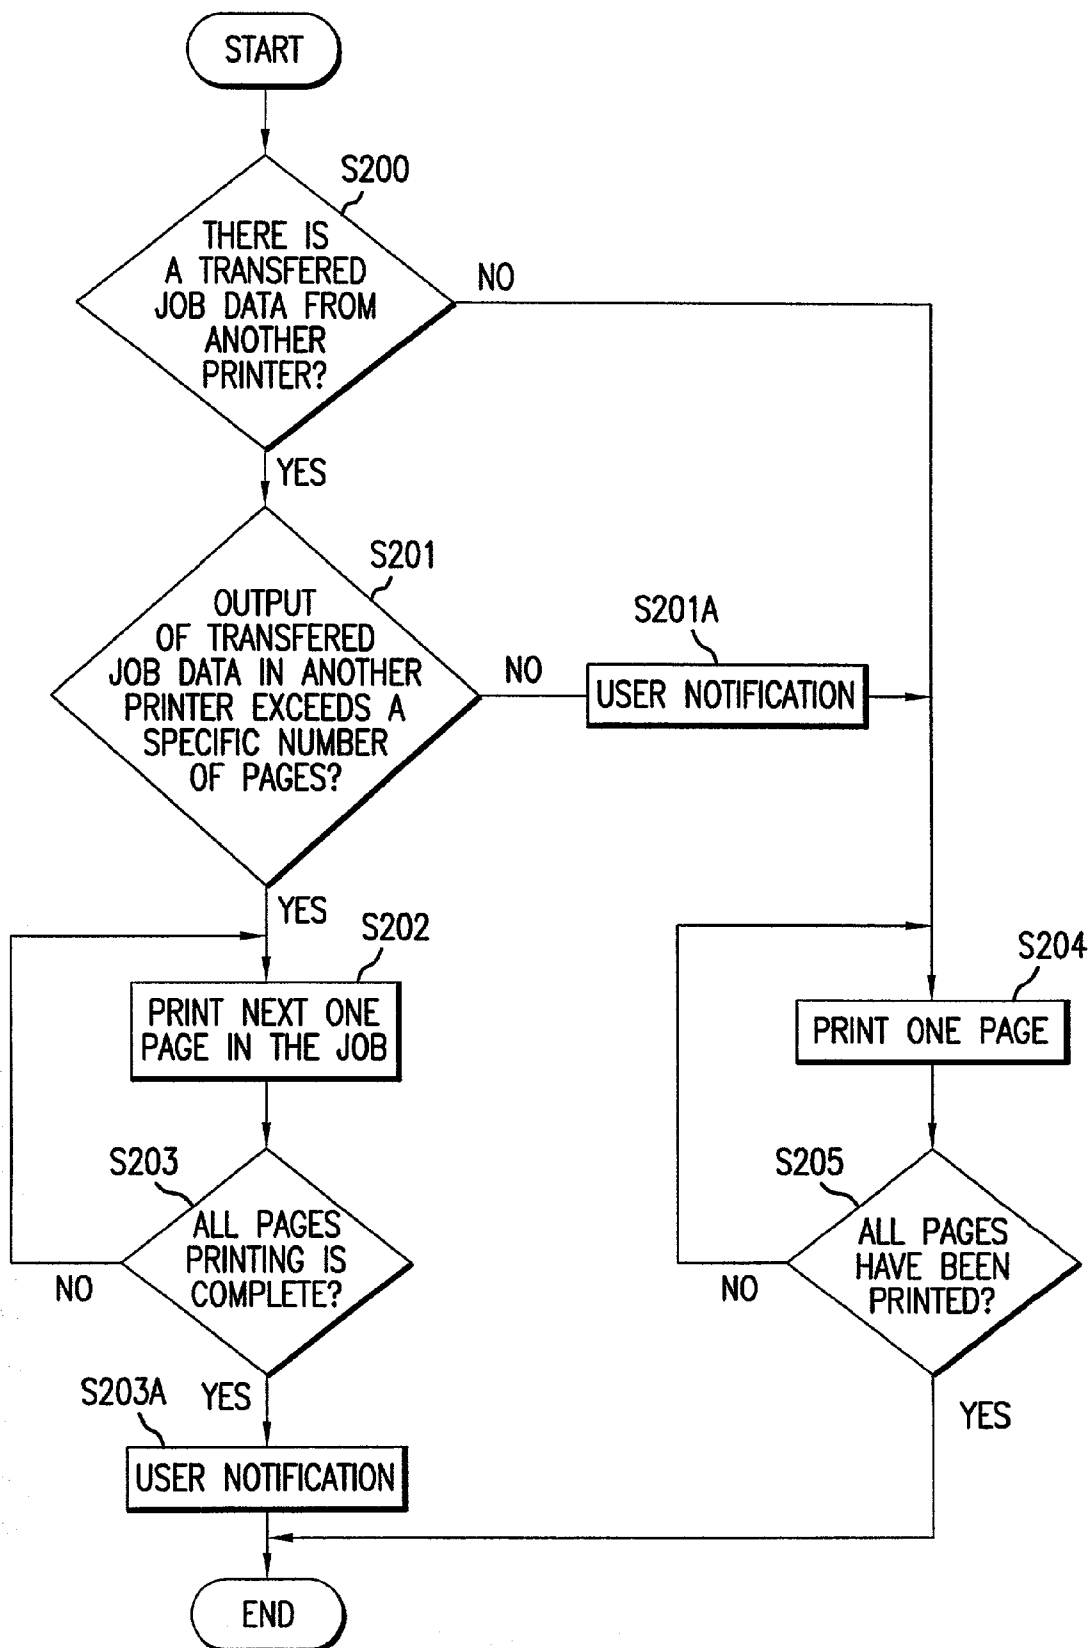 START
S200
THERE IS
A TRANSFERED
JOB DATA FROM
ANOTHER
PRINTER?
NO
YES
S201
OUTPUT
OF TRANSFERED
JOB DATA IN ANOTHER
PRINTER EXCEEDS A
SPECIFIC NUMBER
OF PAGES?
NO
S201A
USER NOTIFICATION
YES
S202
PRINT NEXT ONE
PAGE IN THE JOB
S204
PRINT ONE PAGE
S203
ALL PAGES
PRINTING IS
COMPLETE?
NO
S205
ALL PAGES
HAVE BEEN
PRINTED?
NO
YES
S203A
USER NOTIFICATION
YES
END